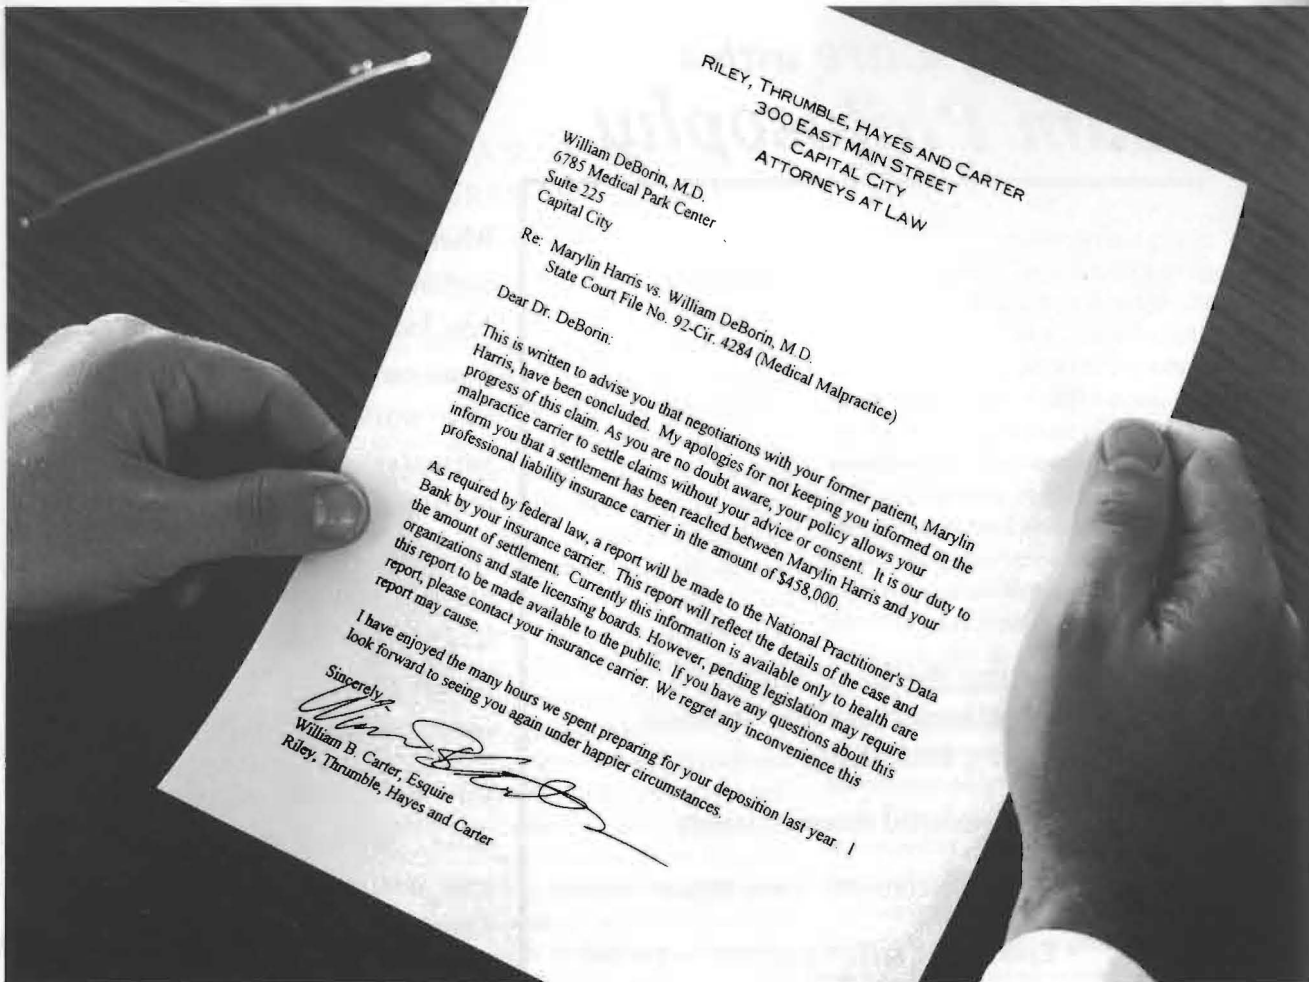 RILEY, THRUMBLE, HAYES AND CARTER
300 EAST MAIN STREET
CAPITAL CITY
ATTORNEYS AT LAW
William DeBorin, M.D.
6785 Medical Park Center
Suite 225
Capital City
Re: Marylin Harris vs. William DeBorin, M.D.
State Court File No. 92-Cir. 4284 (Medical Malpractice)
Dear Dr. DeBorin:
This is written to advise you that negotiations with your former patient, Marylin
Harris, have been concluded. My apologies for not keeping you informed on the
progress of this claim. As you are no doubt aware, your policy allows your
malpractice carrier to settle claims without your advice or consent. It is our duty to
inform you that a settlement has been reached between Marylin Harris and your
professional liability insurance carrier in the amount of $458,000.
As required by federal law, a report will be made to the National Practitioner's Data
Bank by your insurance carrier. This report will reflect the details of the case and
the amount of settlement. Currently this information is available only to health care
organizations and state licensing boards. However, pending legislation may require
this report to be made available to the public. If you have any questions about this
report, please contact your insurance carrier. We regret any inconvenience this
report may cause.
I have enjoyed the many hours we spent preparing for your deposition last year. I
look forward to seeing you again under happier circumstances.
Sincerely,
William B. Carter, Esquire
Riley, Thrumble, Hayes and Carter